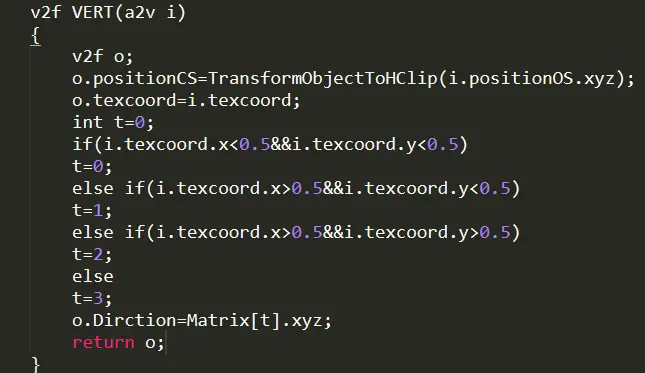 v2f VERT(a2v i)
{
v2f o;
o.positionCS=TransformObjectToHClip(i.positionOS.xyz);
o.texcoord=i.texcoord;
int t=0;
if(i.texcoord.x<0.5&&i.texcoord.y<0.5)
t=0;
else if(i.texcoord.x>0.5&&i.texcoord.y<0.5)
t=1;
else if(i.texcoord.x>0.5&&i.texcoord.y>0.5)
t=2;
else
t=3;
o.Dirction=Matrix[t].xyz;
return o;
}